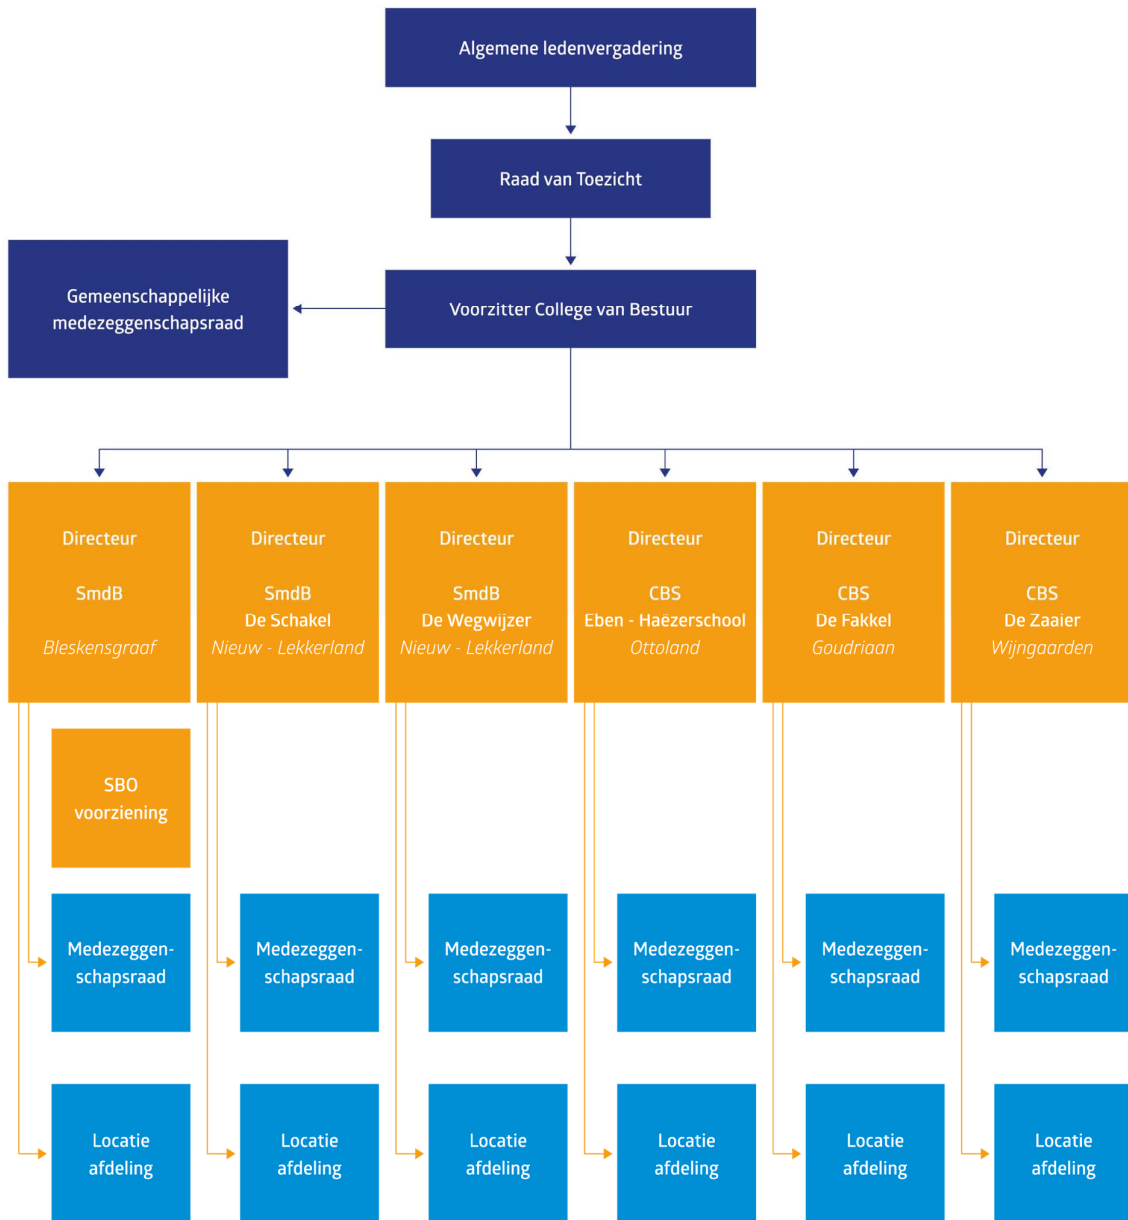 Algemene ledenvergadering
Raad van Toezicht
Gemeenschappelijke
medezeggenschapsraad
Voorzitter College van Bestuur
Directeur
SmdB
Bleskensgraaf
Directeur
SmdB
De Schakel
Nieuw - Lekkerland
Directeur
SmdB
De Wegwijzer
Nieuw - Lekkerland
Directeur
CBS
Eben - Haëzerschool
Ottoland
Directeur
CBS
De Fakkel
Goudriaan
Directeur
CBS
De Zaaier
Wijngaarden
SBO
voorziening
Medezeggen-
schapsraad
Medezeggen-
schapsraad
Medezeggen-
schapsraad
Medezeggen-
schapsraad
Medezeggen-
schapsraad
Medezeggen-
schapsraad
Locatie
afdeling
Locatie
afdeling
Locatie
afdeling
Locatie
afdeling
Locatie
afdeling
Locatie
afdeling